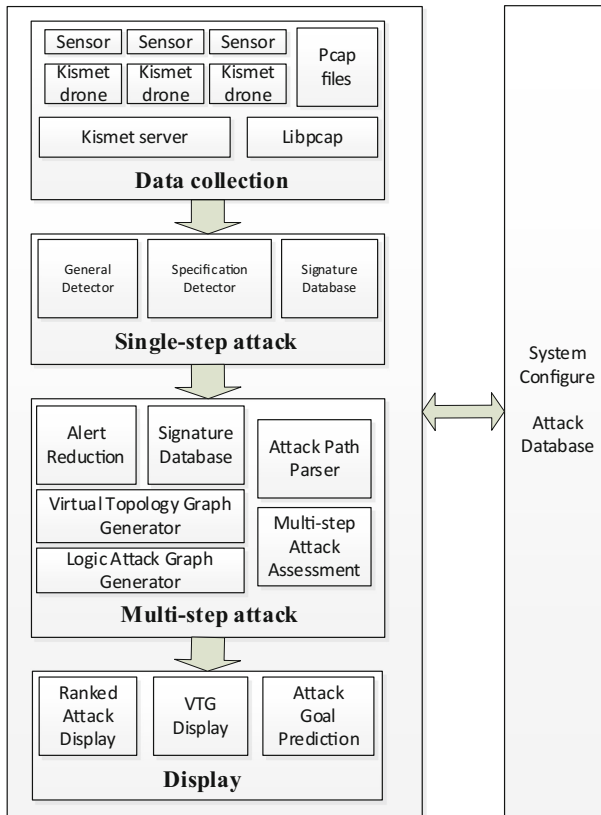 Sensor Sensor Sensor
Pcap
files
Kismet
drone
Kismet
drone
Kismet
drone
Kismet server
Libpcap
Data collection
General
Detector
Specification
Detector
Signature
Database
Single-step attack
Alert
Reduction
Signature
Database
Attack Path
Parser
Virtual Topology Graph
Generator
Multi-step
Attack
Assessment
Logic Attack Graph
Generator
Multi-step attack
Ranked
Attack
Display
VTG
Display
Attack
Goal
Prediction
Display
System
Configure
Attack
Database